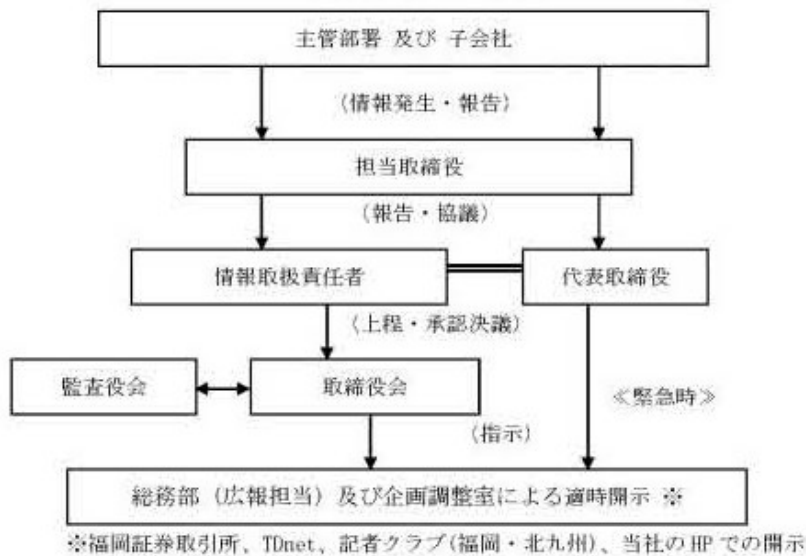 主管部署 及び 子会社
(情報発生・報告)
担当取締役
(報告・協議)
情報取扱責任者
代表取締役
(上程・承認決議)
監査役会
取締役会
≪緊急時≫
(指示)
総務部（広報担当）及び企画調整室による適時開示 ※
※福岡証券取引所、TDnet、記者クラブ(福岡・北九州)、当社のHPでの開示